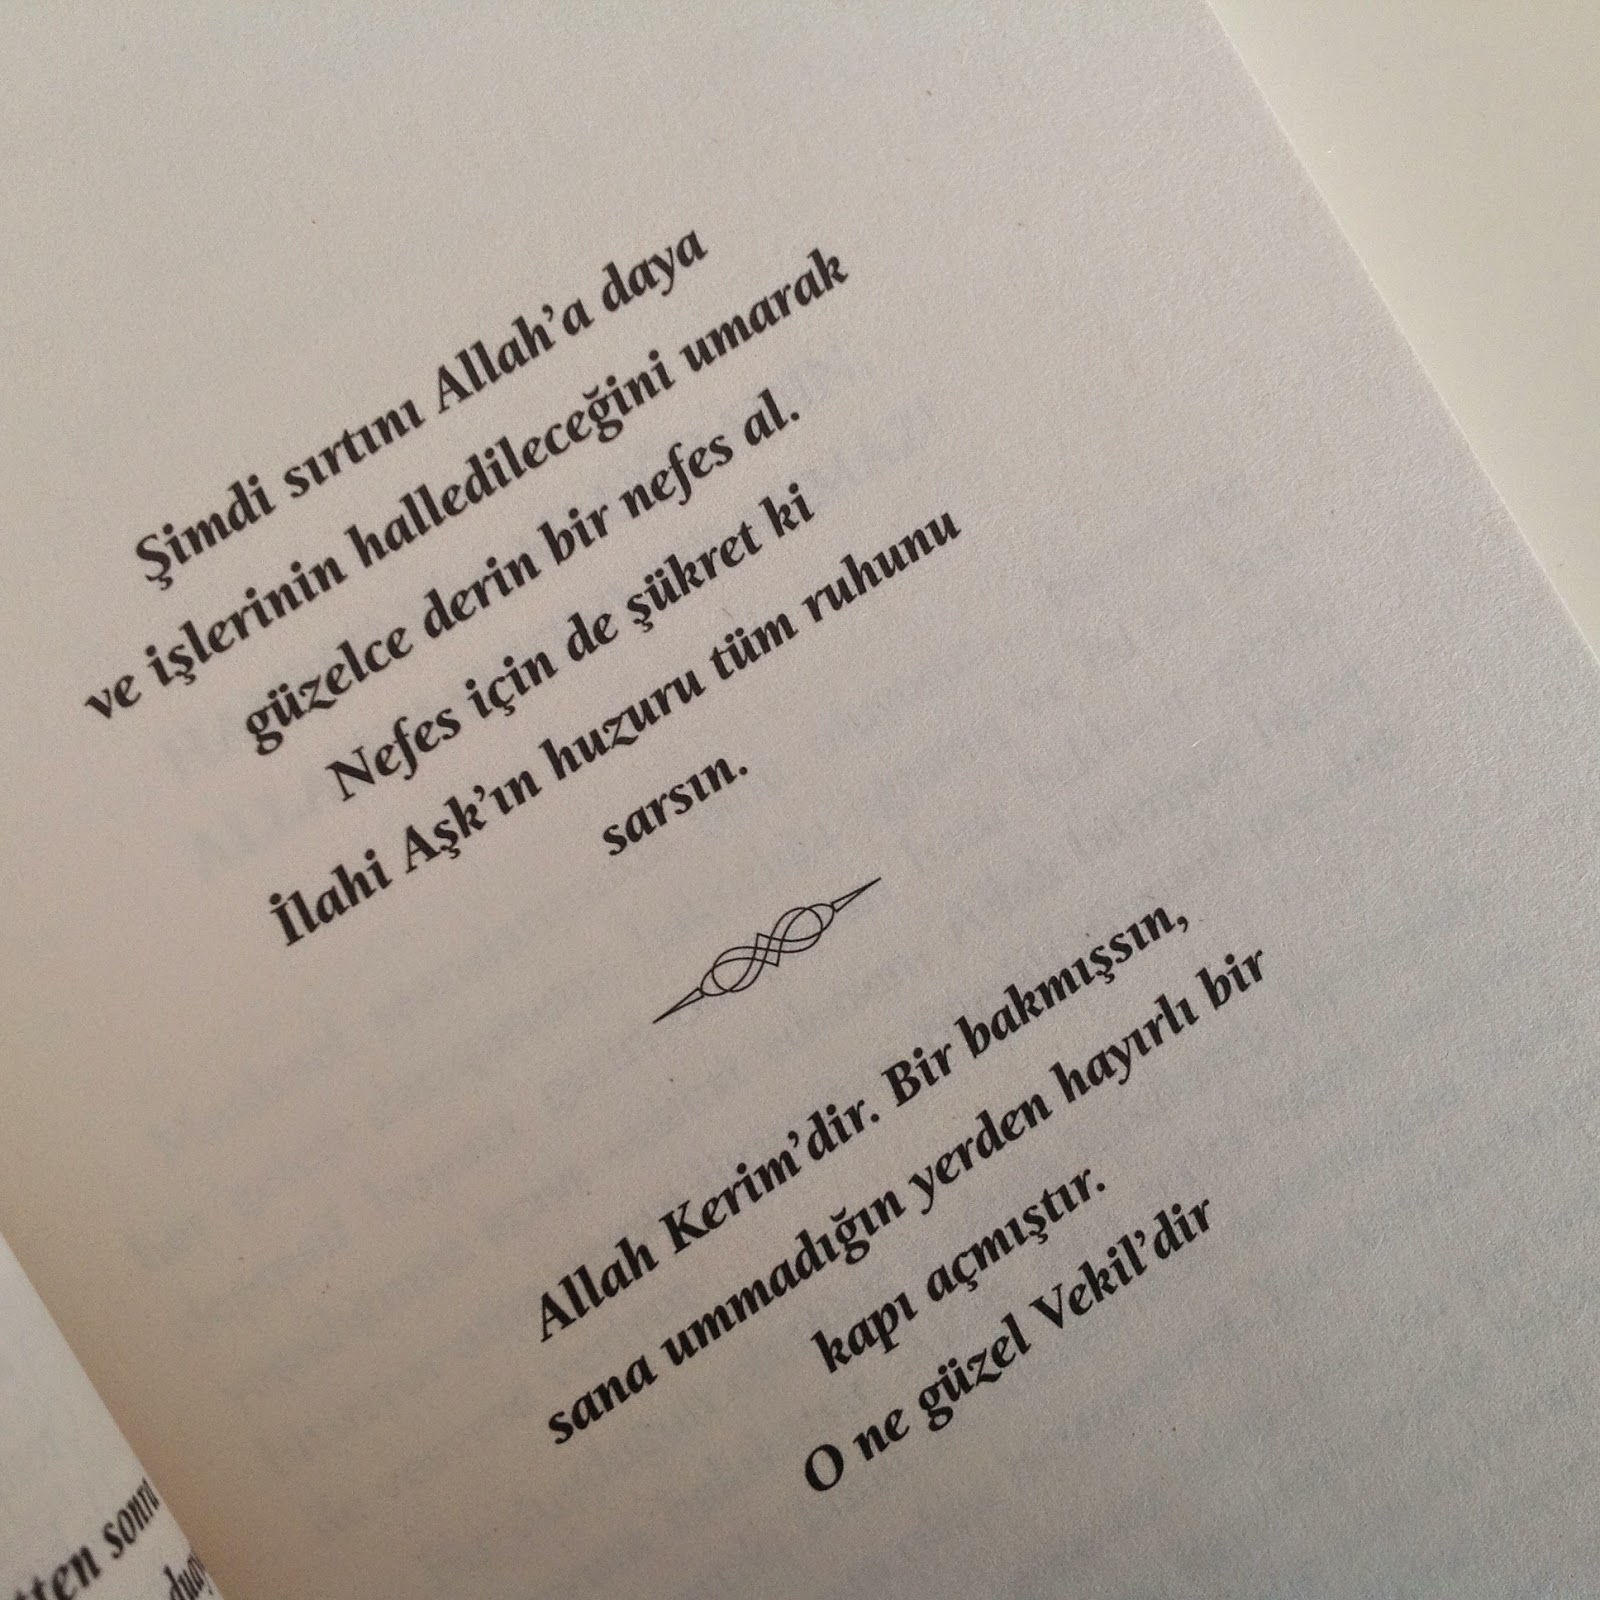 Şimdi sırtını Allah'a daya
ve işlerinin halledileceğini umarak
güzelce derin bir nefes al.
Nefes için de şükret ki
İlahi Aşk'ın huzuru tüm ruhunu
sarsın.
Allah Kerim'dir. Bir bakmışsın,
sana ummadığın yerden hayırlı bir
kapı açmıştır.
O ne güzel Vekil'dir
sonra